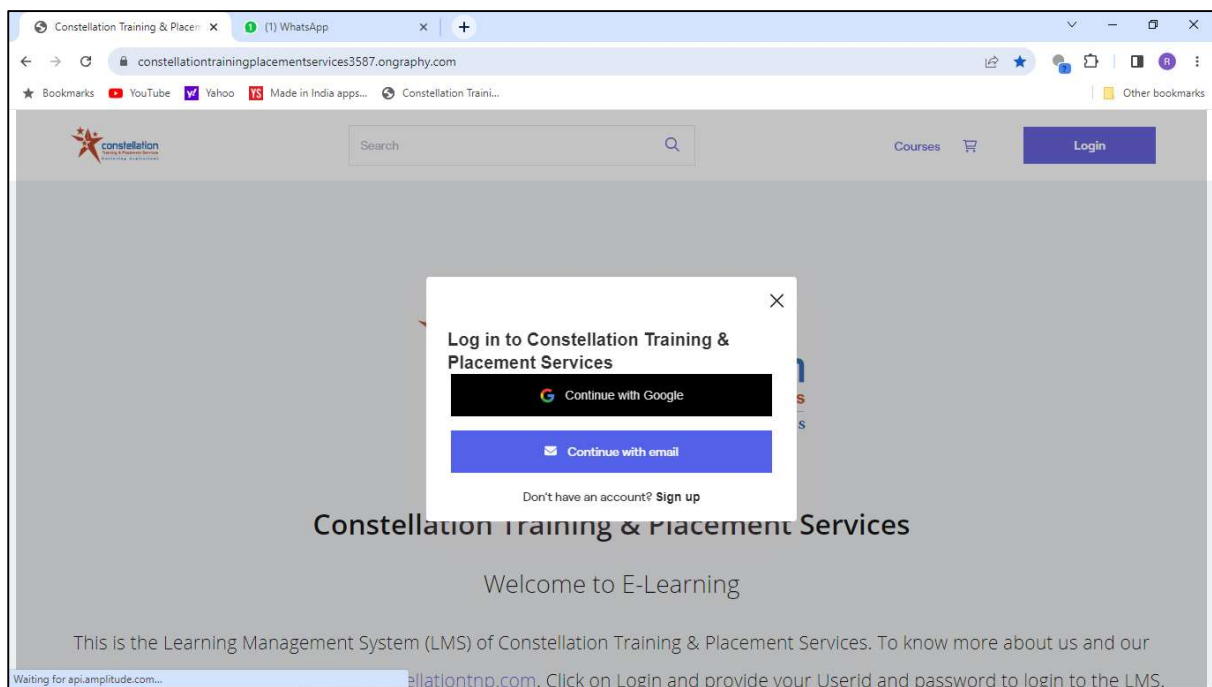 Constellation Training & Placem
(1) WhatsApp
constellationtrainingplacementservices3587.ongraphy.com
R
Bookmarks YouTube Yahoo YS Made in India apps... Constellation Traini... Other bookmarks
constellation
Training & Placement Services
Search
Courses
Login
Log in to Constellation Training &
Placement Services
Continue with Google
Continue with email
Don't have an account? Sign up
Constellation Training & Placement Services
Welcome to E-Learning
This is the Learning Management System (LMS) of Constellation Training & Placement Services. To know more about us and our
ellationtnp.com. Click on Login and provide your Userid and password to login to the LMS.
Waiting for api.amplitude.com...